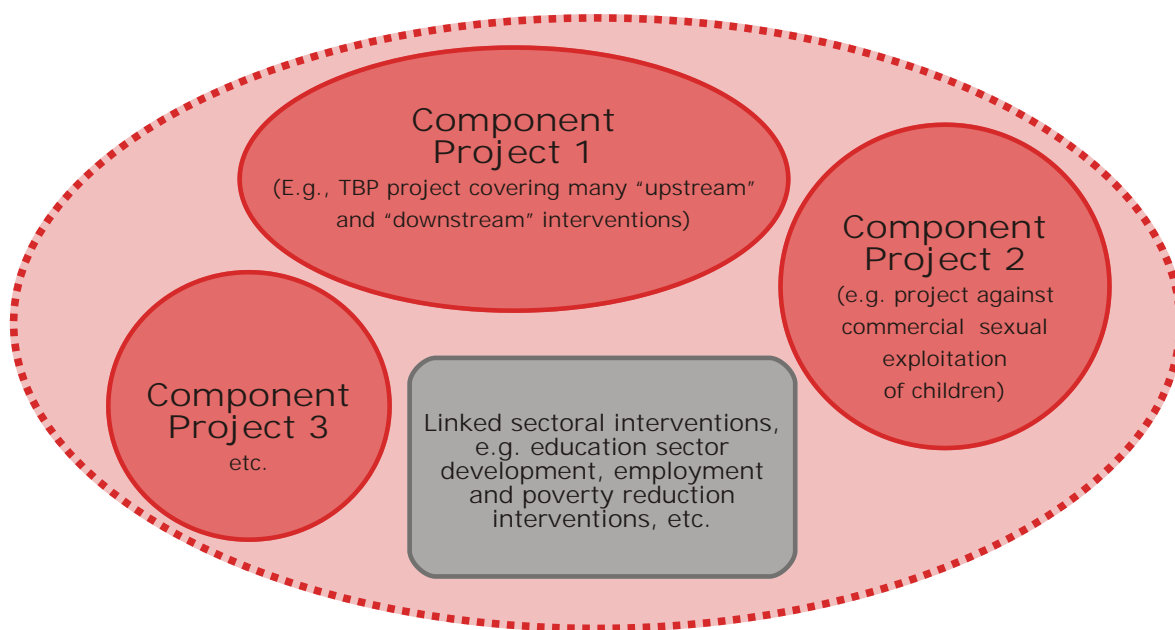 Component
Project 1
(E.g., TBP project covering many “upstream”
and “downstream” interventions)
Component
Project 2
(e.g. project against
commercial sexual
exploitation
of children)
Component
Project 3
etc.
Linked sectoral interventions,
e.g. education sector
development, employment
and poverty reduction
interventions, etc.